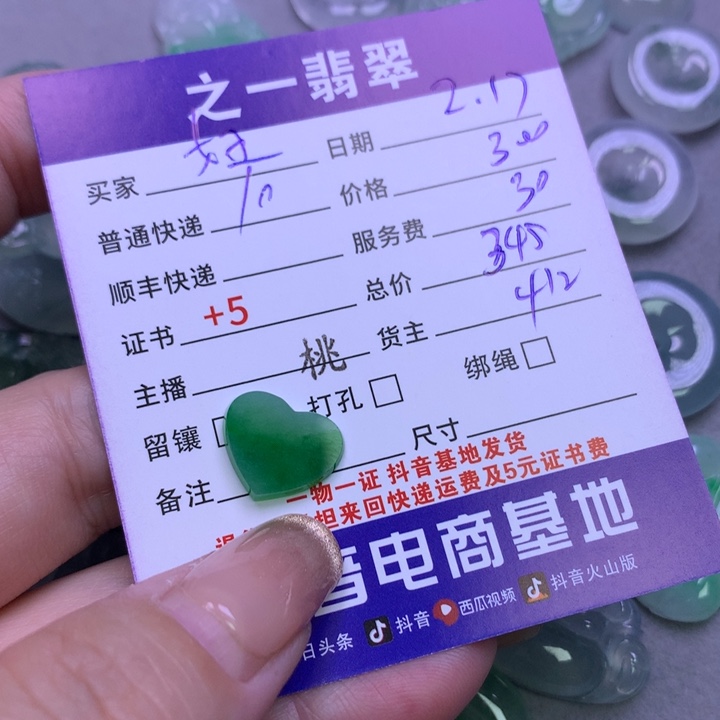 之一翡翠
买家 日期 2.17
普通快递 10 价格 300
顺丰快递 服务费 30
证书 +5 总价 345
主播 桃 货主 412
留镶 打孔 绑绳
备注 尺寸
一物一证 抖音基地发货
担来回快递运费及5元证书费
音电商基地
日头条 抖音 西瓜视频 抖音火山版